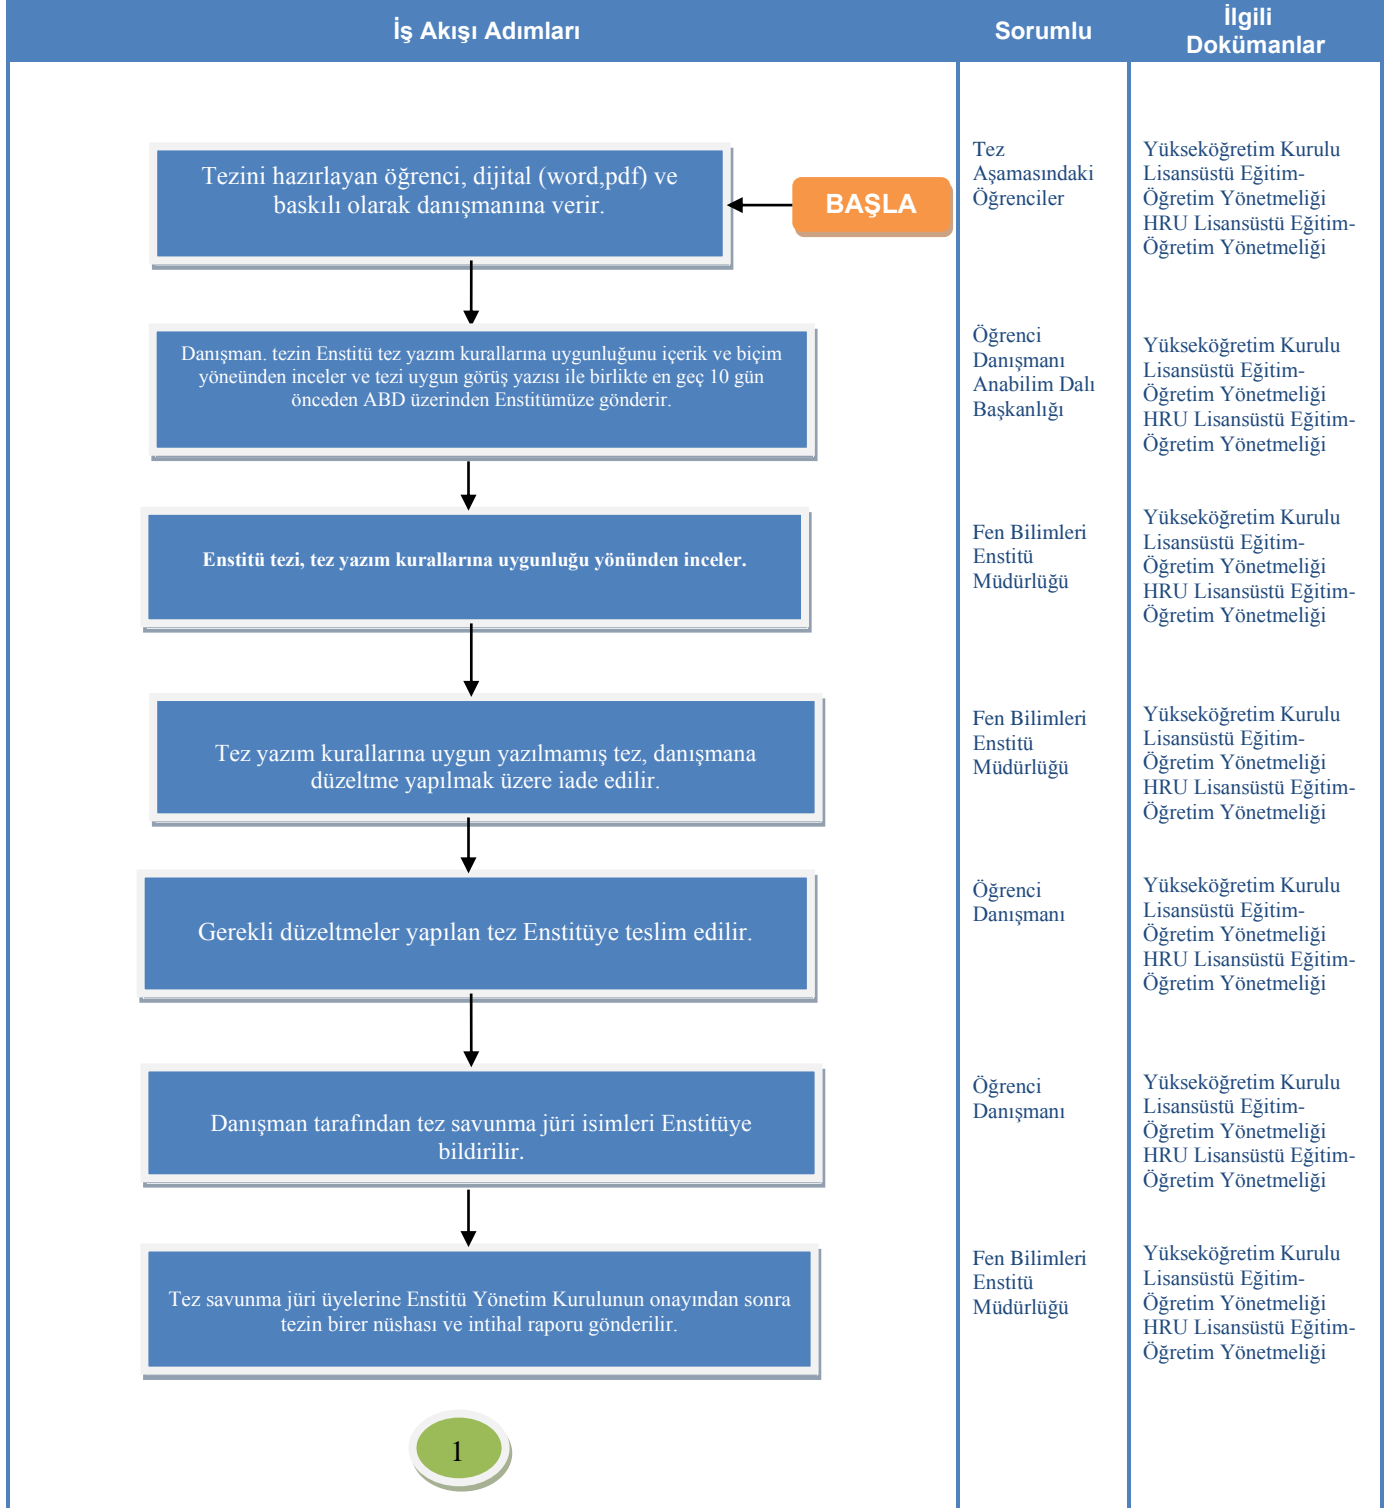 İş Akışı Adımları
Sorumlu
İlgili
Dokümanlar
Tezini hazırlayan öğrenci, dijital (word,pdf) ve
baskılı olarak danışmanına verir.
BAŞLA
Tez
Aşamasındaki
Öğrenciler
Yükseköğretim Kurulu
Lisansüstü Eğitim-
Öğretim Yönetmeliği
HRU Lisansüstü Eğitim-
Öğretim Yönetmeliği
Danışman. tezin Enstitü tez yazım kurallarına uygunluğunu içerik ve biçim
yöneünden inceler ve tezi uygun görüş yazısı ile birlikte en geç 10 gün
önceden ABD üzerinden Enstitümüze gönderir.
Öğrenci
Danışmanı
Anabilim Dalı
Başkanlığı
Yükseköğretim Kurulu
Lisansüstü Eğitim-
Öğretim Yönetmeliği
HRU Lisansüstü Eğitim-
Öğretim Yönetmeliği
Enstitü tezi, tez yazım kurallarına uygunluğu yönünden inceler.
Fen Bilimleri
Enstitü
Müdürlüğü
Yükseköğretim Kurulu
Lisansüstü Eğitim-
Öğretim Yönetmeliği
HRU Lisansüstü Eğitim-
Öğretim Yönetmeliği
Tez yazım kurallarına uygun yazılmamış tez, danışmana
düzeltme yapılmak üzere iade edilir.
Fen Bilimleri
Enstitü
Müdürlüğü
Yükseköğretim Kurulu
Lisansüstü Eğitim-
Öğretim Yönetmeliği
HRU Lisansüstü Eğitim-
Öğretim Yönetmeliği
Gerekli düzeltmeler yapılan tez Enstitüye teslim edilir.
Öğrenci
Danışmanı
Yükseköğretim Kurulu
Lisansüstü Eğitim-
Öğretim Yönetmeliği
HRU Lisansüstü Eğitim-
Öğretim Yönetmeliği
Danışman tarafından tez savunma jüri isimleri Enstitüye
bildirilir.
Öğrenci
Danışmanı
Yükseköğretim Kurulu
Lisansüstü Eğitim-
Öğretim Yönetmeliği
HRU Lisansüstü Eğitim-
Öğretim Yönetmeliği
Tez savunma jüri üyelerine Enstitü Yönetim Kurulunun onayından sonra
tezin birer nüshası ve intihal raporu gönderilir.
Fen Bilimleri
Enstitü
Müdürlüğü
Yükseköğretim Kurulu
Lisansüstü Eğitim-
Öğretim Yönetmeliği
HRU Lisansüstü Eğitim-
Öğretim Yönetmeliği
1